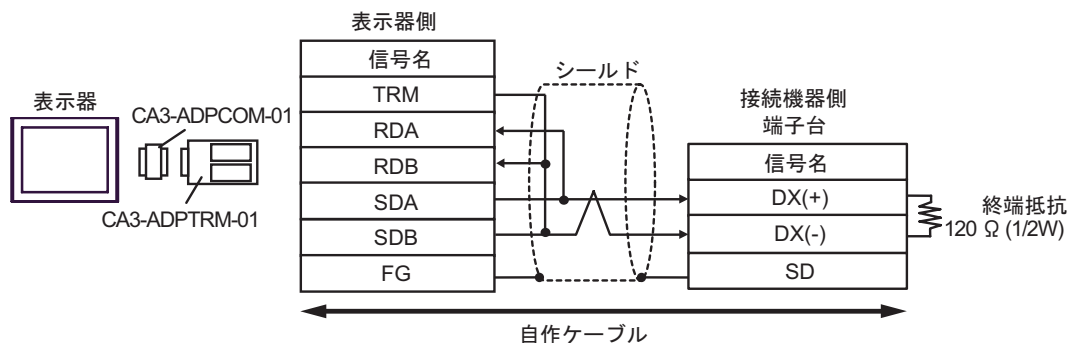 表示器側
信号名
TRM
RDA
RDB
SDA
SDB
FG
シールド
表示器
CA3-ADPCOM-01
CA3-ADPTRM-01
接続機器側
端子台
信号名
DX(+)
DX(-)
SD
終端抵抗
120 Ω (1/2W)
自作ケーブル